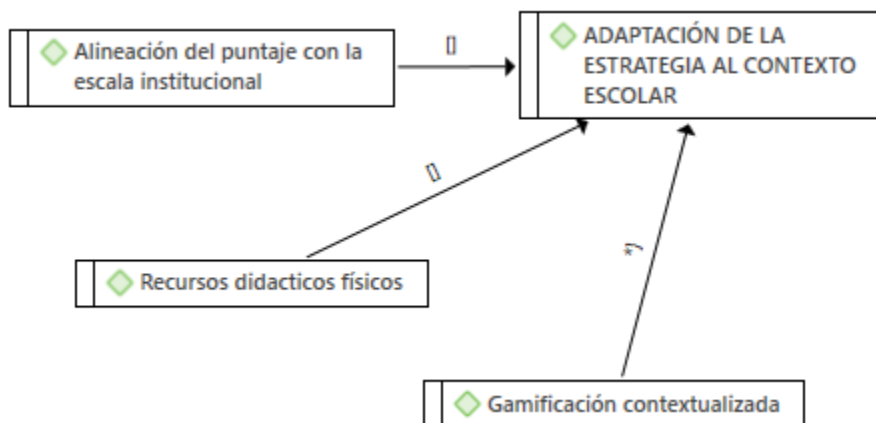 Alineación del puntaje con la
escala institucional
[]
ADAPTACIÓN DE LA
ESTRATEGIA AL CONTEXTO
ESCOLAR
[]
*}
Recursos didacticos físicos
Gamificación contextualizada